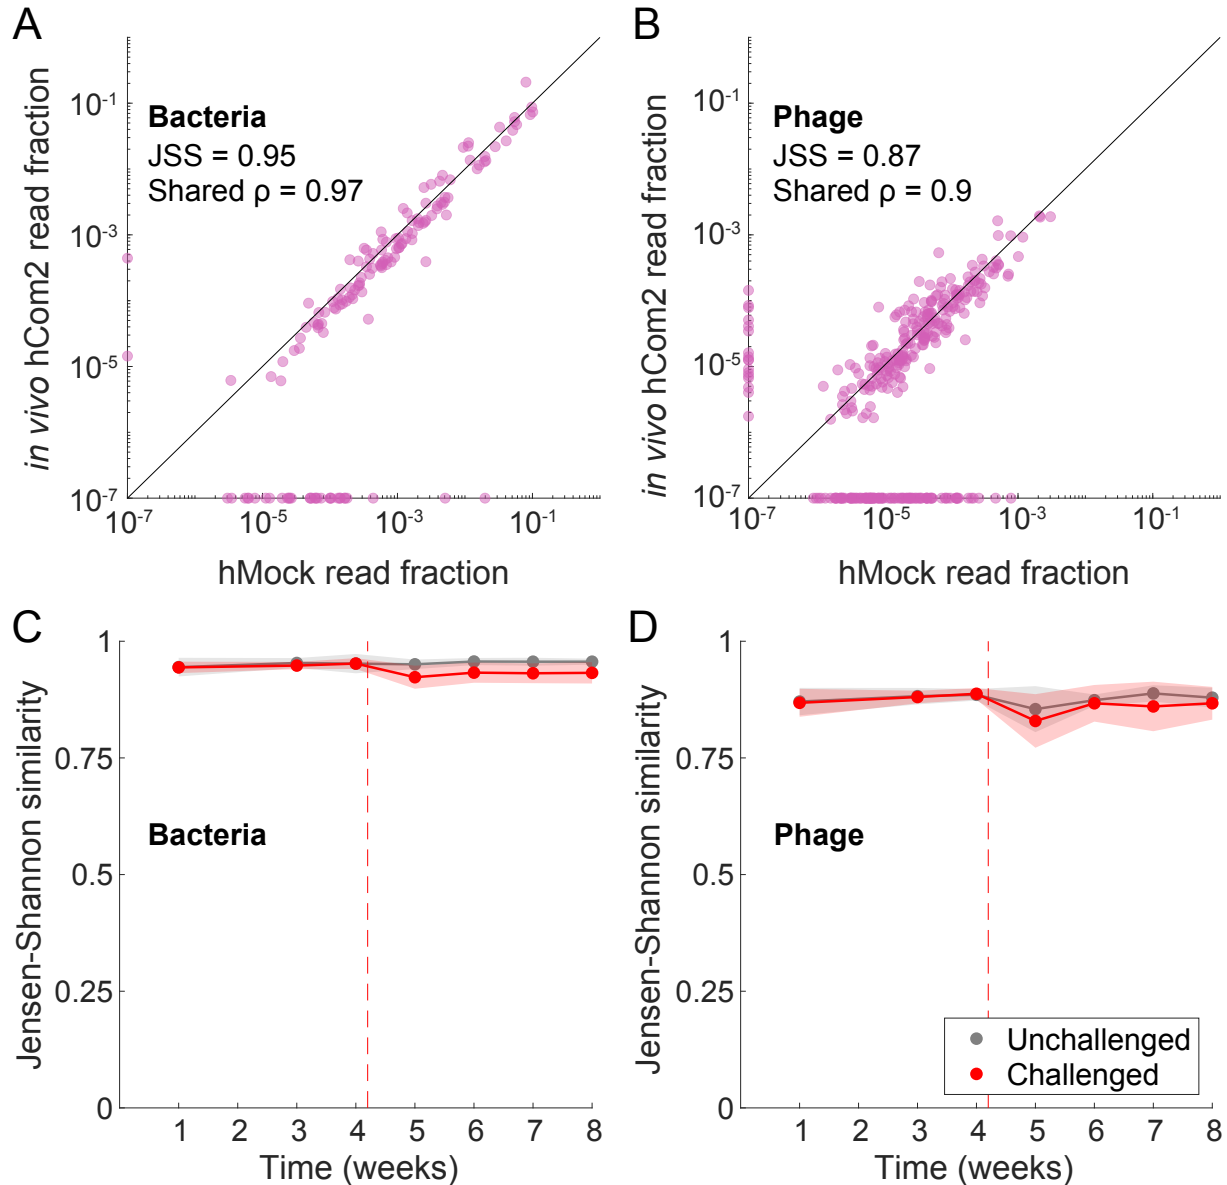 A
in vivo hCom2 read fraction
10^-1
10^-3
10^-5
10^-7
Bacteria
JSS = 0.95
Shared ρ = 0.97
10^-7
10^-5
10^-3
10^-1
hMock read fraction
B
in vivo hCom2 read fraction
10^-1
10^-3
10^-5
10^-7
Phage
JSS = 0.87
Shared ρ = 0.9
10^-7
10^-5
10^-3
10^-1
hMock read fraction
C
Jensen-Shannon similarity
1
0.75
0.5
0.25
0
Bacteria
1 2 3 4 5 6 7 8
Time (weeks)
D
Jensen-Shannon similarity
1
0.75
0.5
0.25
0
Phage
Unchallenged
Challenged
1 2 3 4 5 6 7 8
Time (weeks)